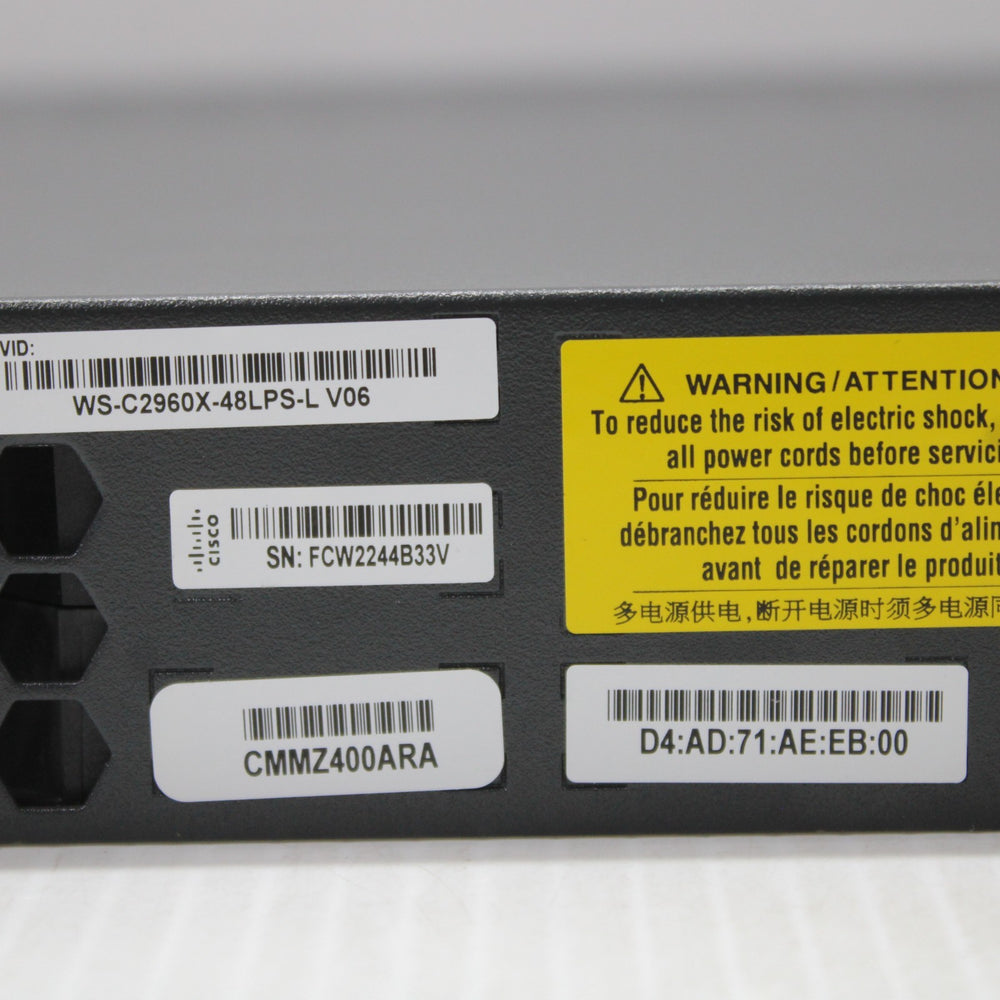 VID:
WS-C2960X-48LPS-L V06
CISCO
SN: FCW2244B33V
CMMZ400ARA
WARNING/ATTENTION
To reduce the risk of electric shock,
all power cords before
Pour réduire le risque de choc
débranchez tous les cordons
avant de réparer le produit
多电源供电,断开电源时须多电源同
D4:AD:71:AE:EB:00